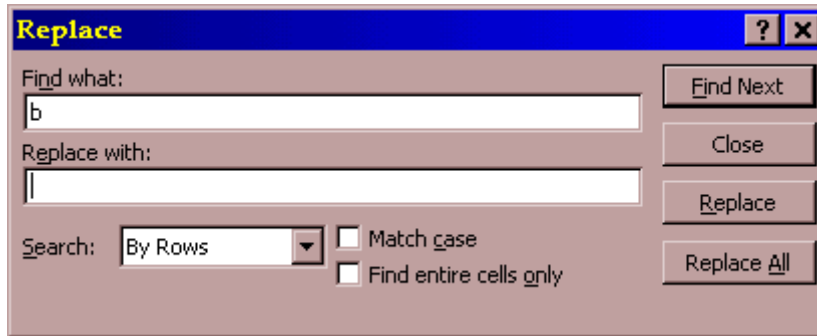 Replace
?
Find what:
b
Replace with:
Search:
By Rows
Match case
Find entire cells only
Find Next
Close
Replace
Replace All